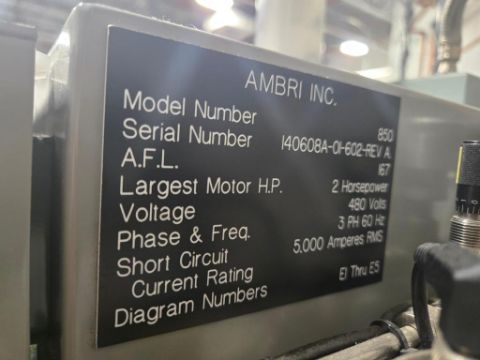 AMBRI INC.
Model Number 850
Serial Number 140608A-01-602-REV A
A.F.L. 167
Largest Motor H.P. 2 Horsepower
Voltage 480 Volts
Phase & Freq. 3 PH 60 Hz
Short Circuit 5,000 Amperes RMS
Current Rating
Diagram Numbers E1 Thru E5